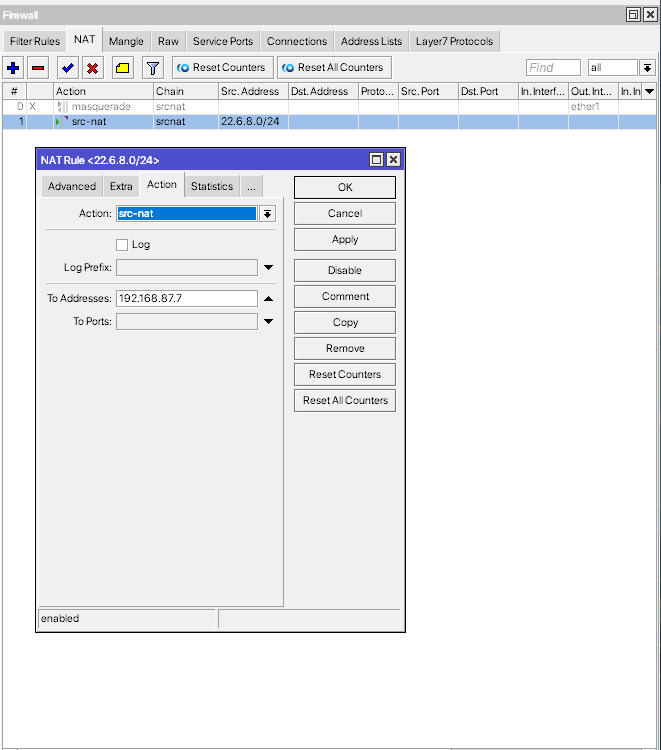 Firewall
Filter Rules NAT Mangle Raw Service Ports Connections Address Lists Layer7 Protocols
Reset Counters Reset All Counters Find all
# Action Chain Src. Address Dst. Address Proto... Src. Port Dst. Port In. Interf... Out. Int... In. In
0 X masquerade srcnat ether1
1 src-nat srcnat 22.6.8.0/24
NAT Rule <22.6.8.0/24>
Advanced Extra Action Statistics ...
OK
Action: src-nat
Cancel
Apply
Log
Log Prefix:
Disable
To Addresses: 192.168.87.7
Comment
To Ports:
Copy
Remove
Reset Counters
Reset All Counters
enabled